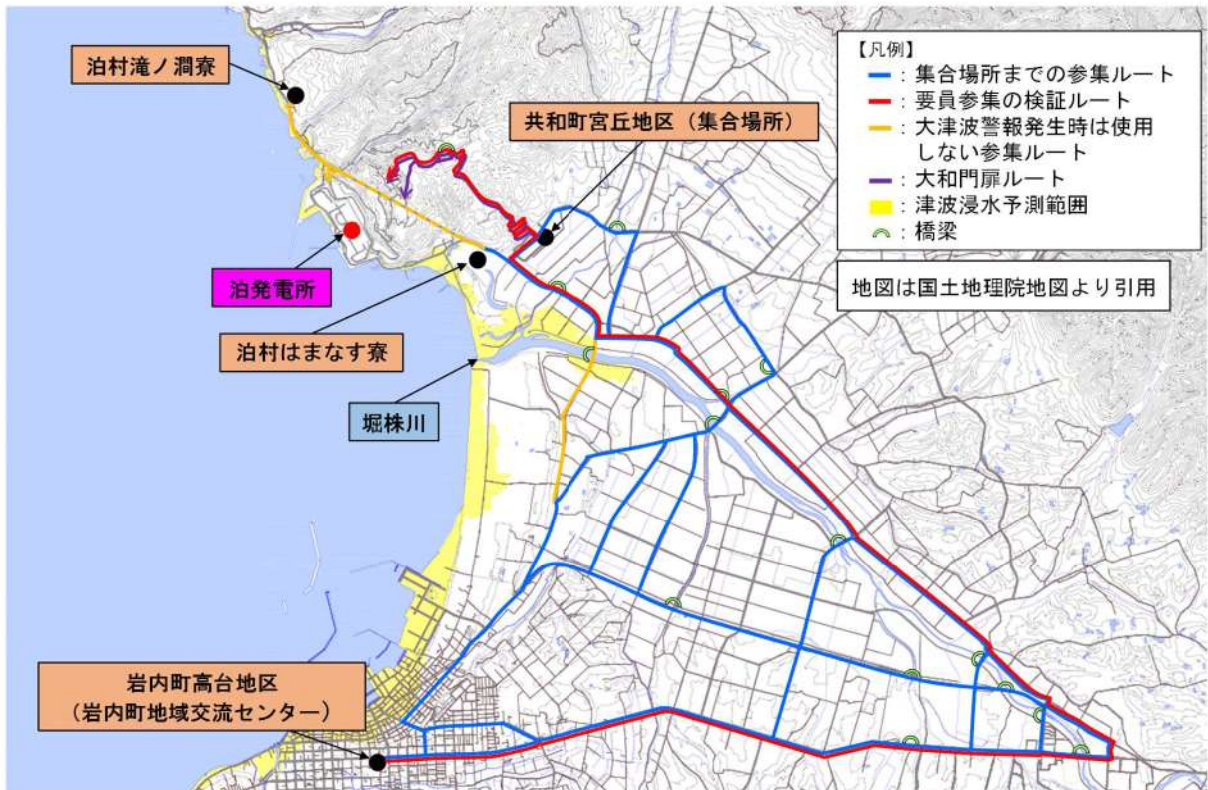 泊村滝ノ澗寮
共和町宮丘地区（集合場所）
泊発電所
泊村はまなす寮
堀株川
岩内町高台地区
（岩内町地域交流センター）
【凡例】
：集合場所までの参集ルート
：要員参集の検証ルート
：大津波警報発生時は使用
しない参集ルート
：大和門扉ルート
：津波浸水予測範囲
：橋梁
地図は国土地理院地図より引用